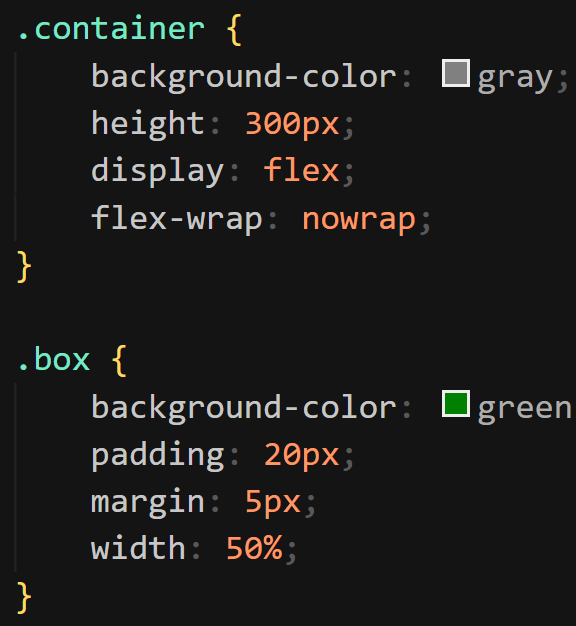 .container {
background-color: gray;
height: 300px;
display: flex;
flex-wrap: nowrap;
}
.box {
background-color: green
padding: 20px;
margin: 5px;
width: 50%;
}